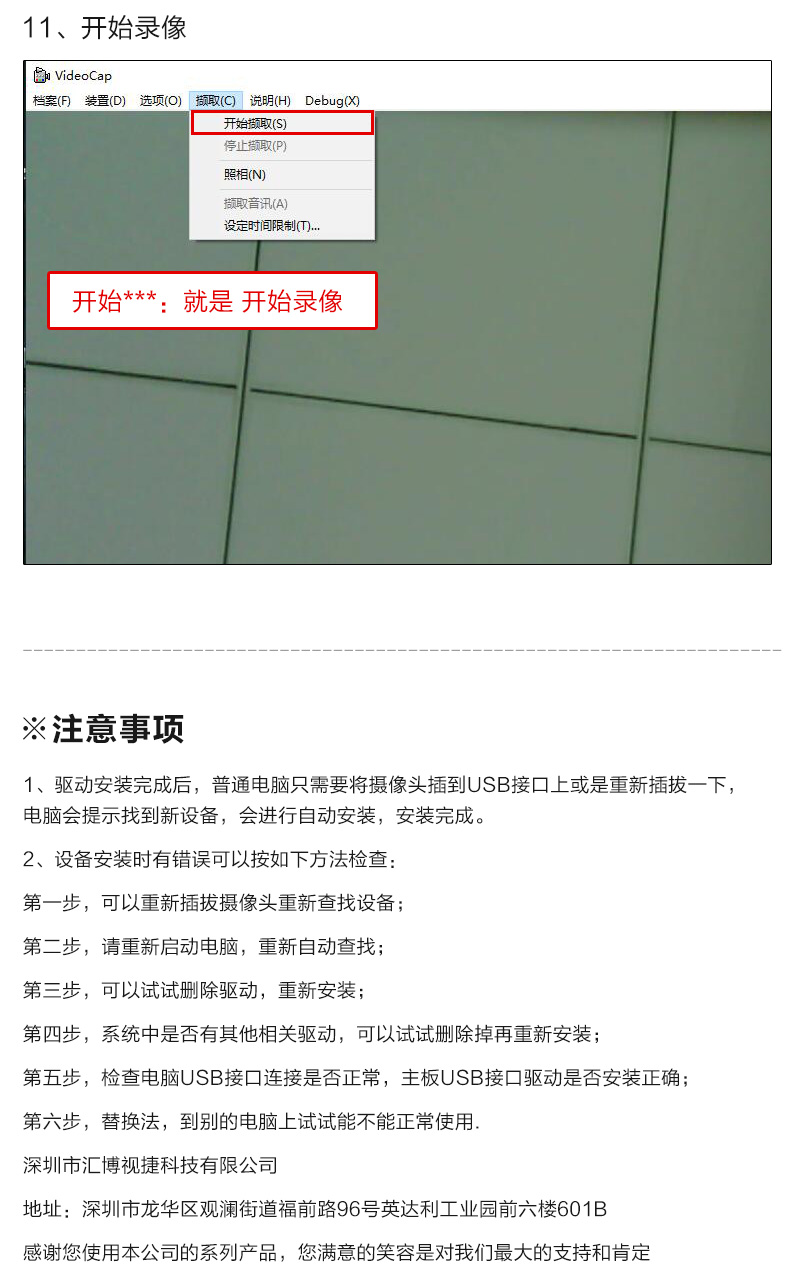 11、开始录像
VideoCap
档案(F) 装置(D) 选项(O) 撷取(C) 说明(H) Debug(X)
开始撷取(S)
停止撷取(P)
照相(N)
撷取音讯(A)
设定时间限制(T)...
开始***：就是 开始录像
※注意事项
1、驱动安装完成后，普通电脑只需要将摄像头插到USB接口上或是重新插拔一下，
电脑会提示找到新设备，会进行自动安装，安装完成。
2、设备安装时有错误可以按如下方法检查：
第一步，可以重新插拔摄像头重新查找设备；
第二步，请重新启动电脑，重新自动查找；
第三步，可以试试删除驱动，重新安装；
第四步，系统中是否有其他相关驱动，可以试试删除掉再重新安装；
第五步，检查电脑USB接口连接是否正常，主板USB接口驱动是否安装正确；
第六步，替换法，到别的电脑上试试能不能正常使用.
深圳市汇博视捷科技有限公司
地址：深圳市龙华区观澜街道福前路96号英达利工业园前六楼601B
感谢您使用本公司的系列产品，您满意的笑容是对我们最大的支持和肯定